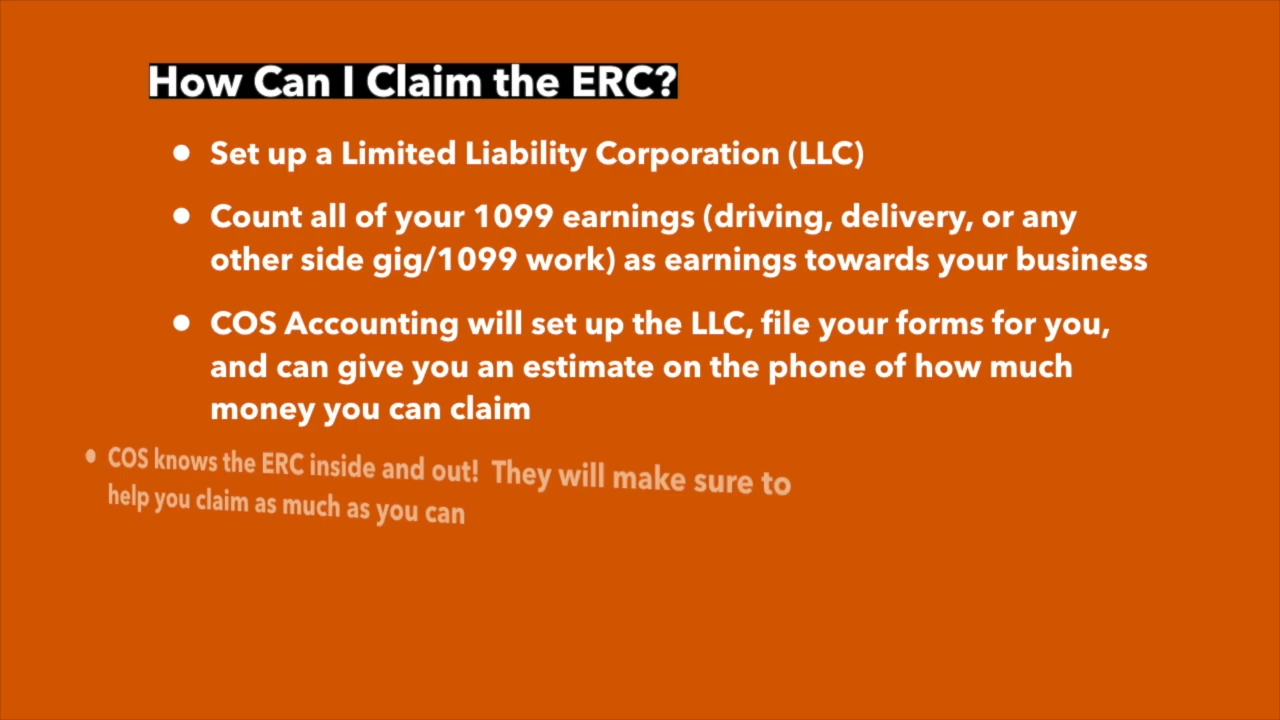 How Can I Claim the ERC?
• Set up a Limited Liability Corporation (LLC)
• Count all of your 1099 earnings (driving, delivery, or any
other side gig/1099 work) as earnings towards your business
• COS Accounting will set up the LLC, file your forms for you,
and can give you an estimate on the phone of how much
money you can claim
• COS knows the ERC inside and out! They will make sure to
help you claim as much as you can